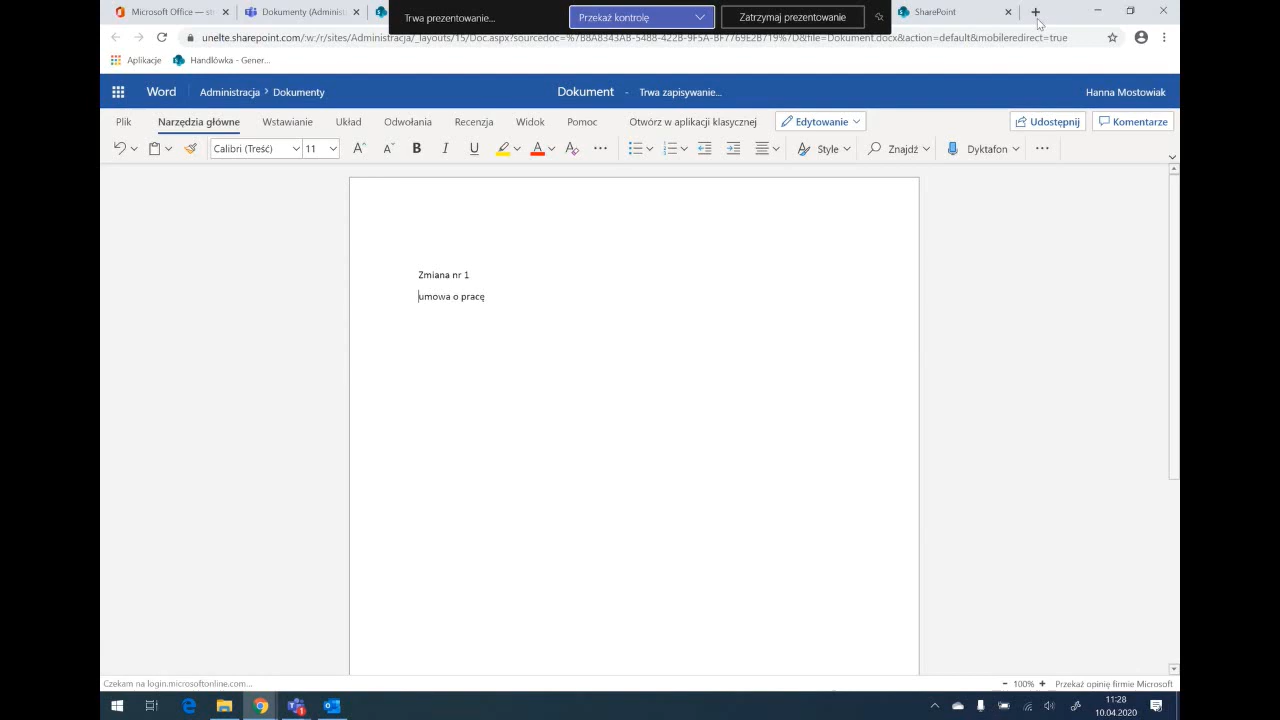 Microsoft Office — st
Dokumenty (Adminis
Trwa prezentowanie...
Przekaż kontrolę
Zatrzymaj prezentowanie
SharePoint
unelte.sharepoint.com/:w:/r/sites/Administracja/_layouts/15/Doc.aspx?sourcedoc=%7B8A8343AB-5488-422B-9F5A-BF7769E2B719%7D&file=Dokument.docx&action=default&mobileredirect=true
Aplikacje
Handlówka - Gener...
Word
Administracja > Dokumenty
Dokument - Trwa zapisywanie...
Hanna Mostowiak
Plik Narzędzia główne Wstawianie Układ Odwołania Recenzja Widok Pomoc Otwórz w aplikacji klasycznej Edytowanie Udostępnij Komentarze
Calibri (Treść) 11 A A B I U A Style Znajdź Dyktafon
Zmiana nr 1
umowa o pracę
Czekam na login.microsoftonline.com...
- 100% + Przekaż opinię firmie Microsoft
11:28
10.04.2020